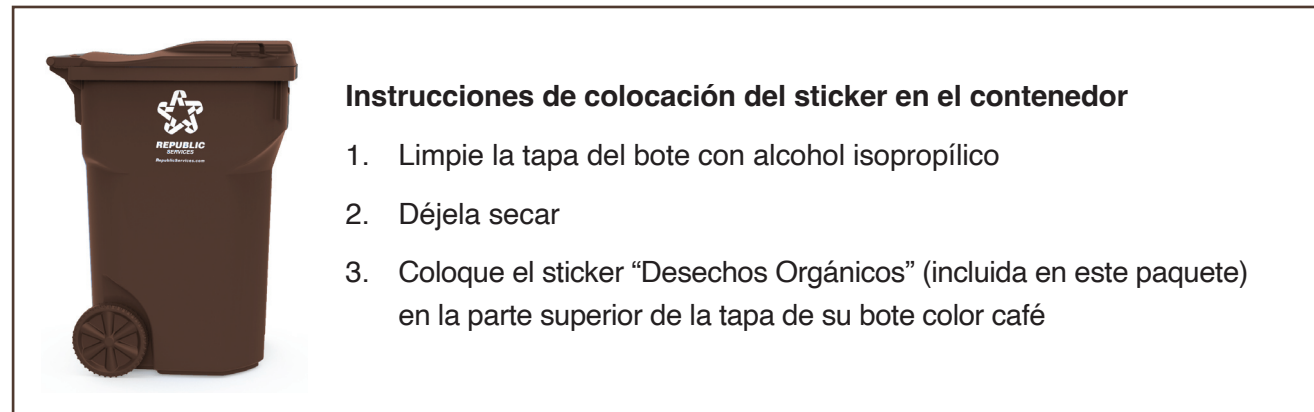 REPUBLIC
SERVICES
RepublicServices.com
Instrucciones de colocación del sticker en el contenedor
1. Limpie la tapa del bote con alcohol isopropílico
2. Déjela secar
3. Coloque el sticker “Desechos Orgánicos” (incluida en este paquete)
en la parte superior de la tapa de su bote color café